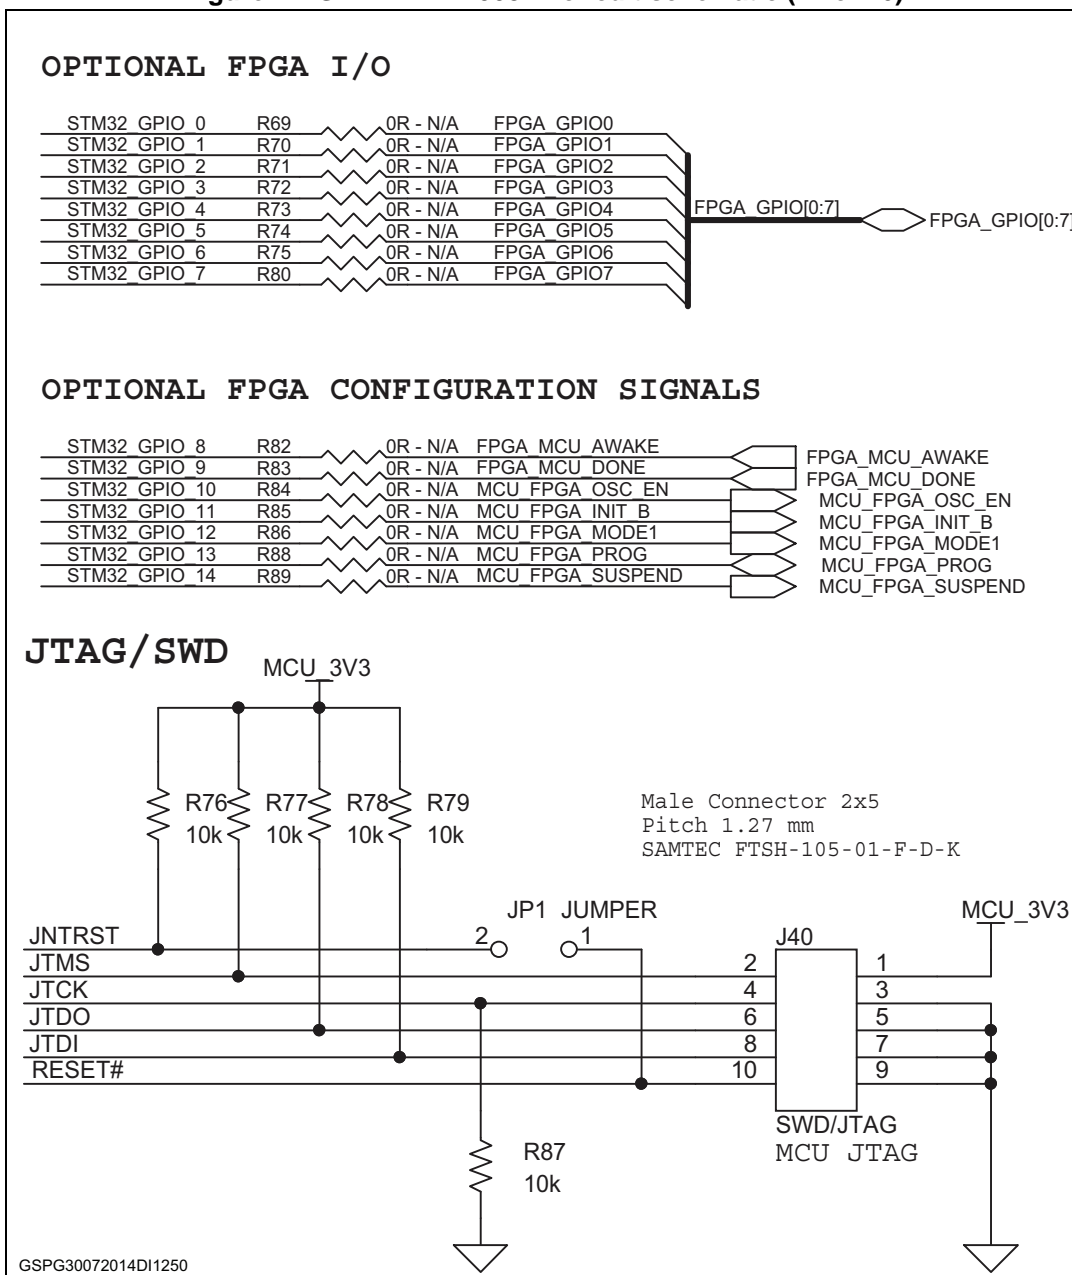 OPTIONAL FPGA I/O
STM32_GPIO_0 R69 0R - N/A FPGA_GPIO0
STM32_GPIO_1 R70 0R - N/A FPGA_GPIO1
STM32_GPIO_2 R71 0R - N/A FPGA_GPIO2
STM32_GPIO_3 R72 0R - N/A FPGA_GPIO3
STM32_GPIO_4 R73 0R - N/A FPGA_GPIO4
FPGA_GPIO[0:7] FPGA_GPIO[0:7]
STM32_GPIO_5 R74 0R - N/A FPGA_GPIO5
STM32_GPIO_6 R75 0R - N/A FPGA_GPIO6
STM32_GPIO_7 R80 0R - N/A FPGA_GPIO7
OPTIONAL FPGA CONFIGURATION SIGNALS
STM32_GPIO_8 R82 0R - N/A FPGA_MCU_AWAKE FPGA_MCU_AWAKE
STM32_GPIO_9 R83 0R - N/A FPGA_MCU_DONE FPGA_MCU_DONE
STM32_GPIO_10 R84 0R - N/A MCU_FPGA_OSC_EN MCU_FPGA_OSC_EN
STM32_GPIO_11 R85 0R - N/A MCU_FPGA_INIT_B MCU_FPGA_INIT_B
STM32_GPIO_12 R86 0R - N/A MCU_FPGA_MODE1 MCU_FPGA_MODE1
STM32_GPIO_13 R88 0R - N/A MCU_FPGA_PROG MCU_FPGA_PROG
STM32_GPIO_14 R89 0R - N/A MCU_FPGA_SUSPEND MCU_FPGA_SUSPEND
JTAG/SWD
MCU_3V3
R76 R77 R78 R79
10k 10k 10k 10k
Male Connector 2x5
Pitch 1.27 mm
SAMTEC FTSH-105-01-F-D-K
JP1 JUMPER
MCU_3V3
JNTRST 2 1 J40
JTMS 2 1
JTCK 4 3
JTDO 6 5
JTDI 8 7
RESET# 10 9
SWD/JTAG
MCU JTAG
R87
10k
GSPG30072014DI1250